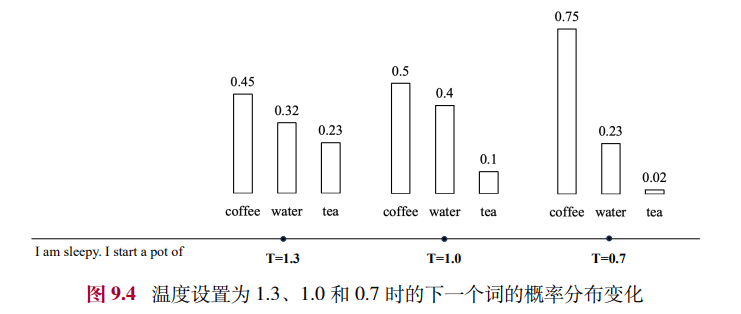 0.75
0.5
0.45
0.4
0.32
0.23
0.23
0.1
0.02
coffee water tea coffee water tea coffee water tea
I am sleepy. I start a pot of
T=1.3 T=1.0 T=0.7
图 9.4 温度设置为 1.3、1.0 和 0.7 时的下一个词的概率分布变化